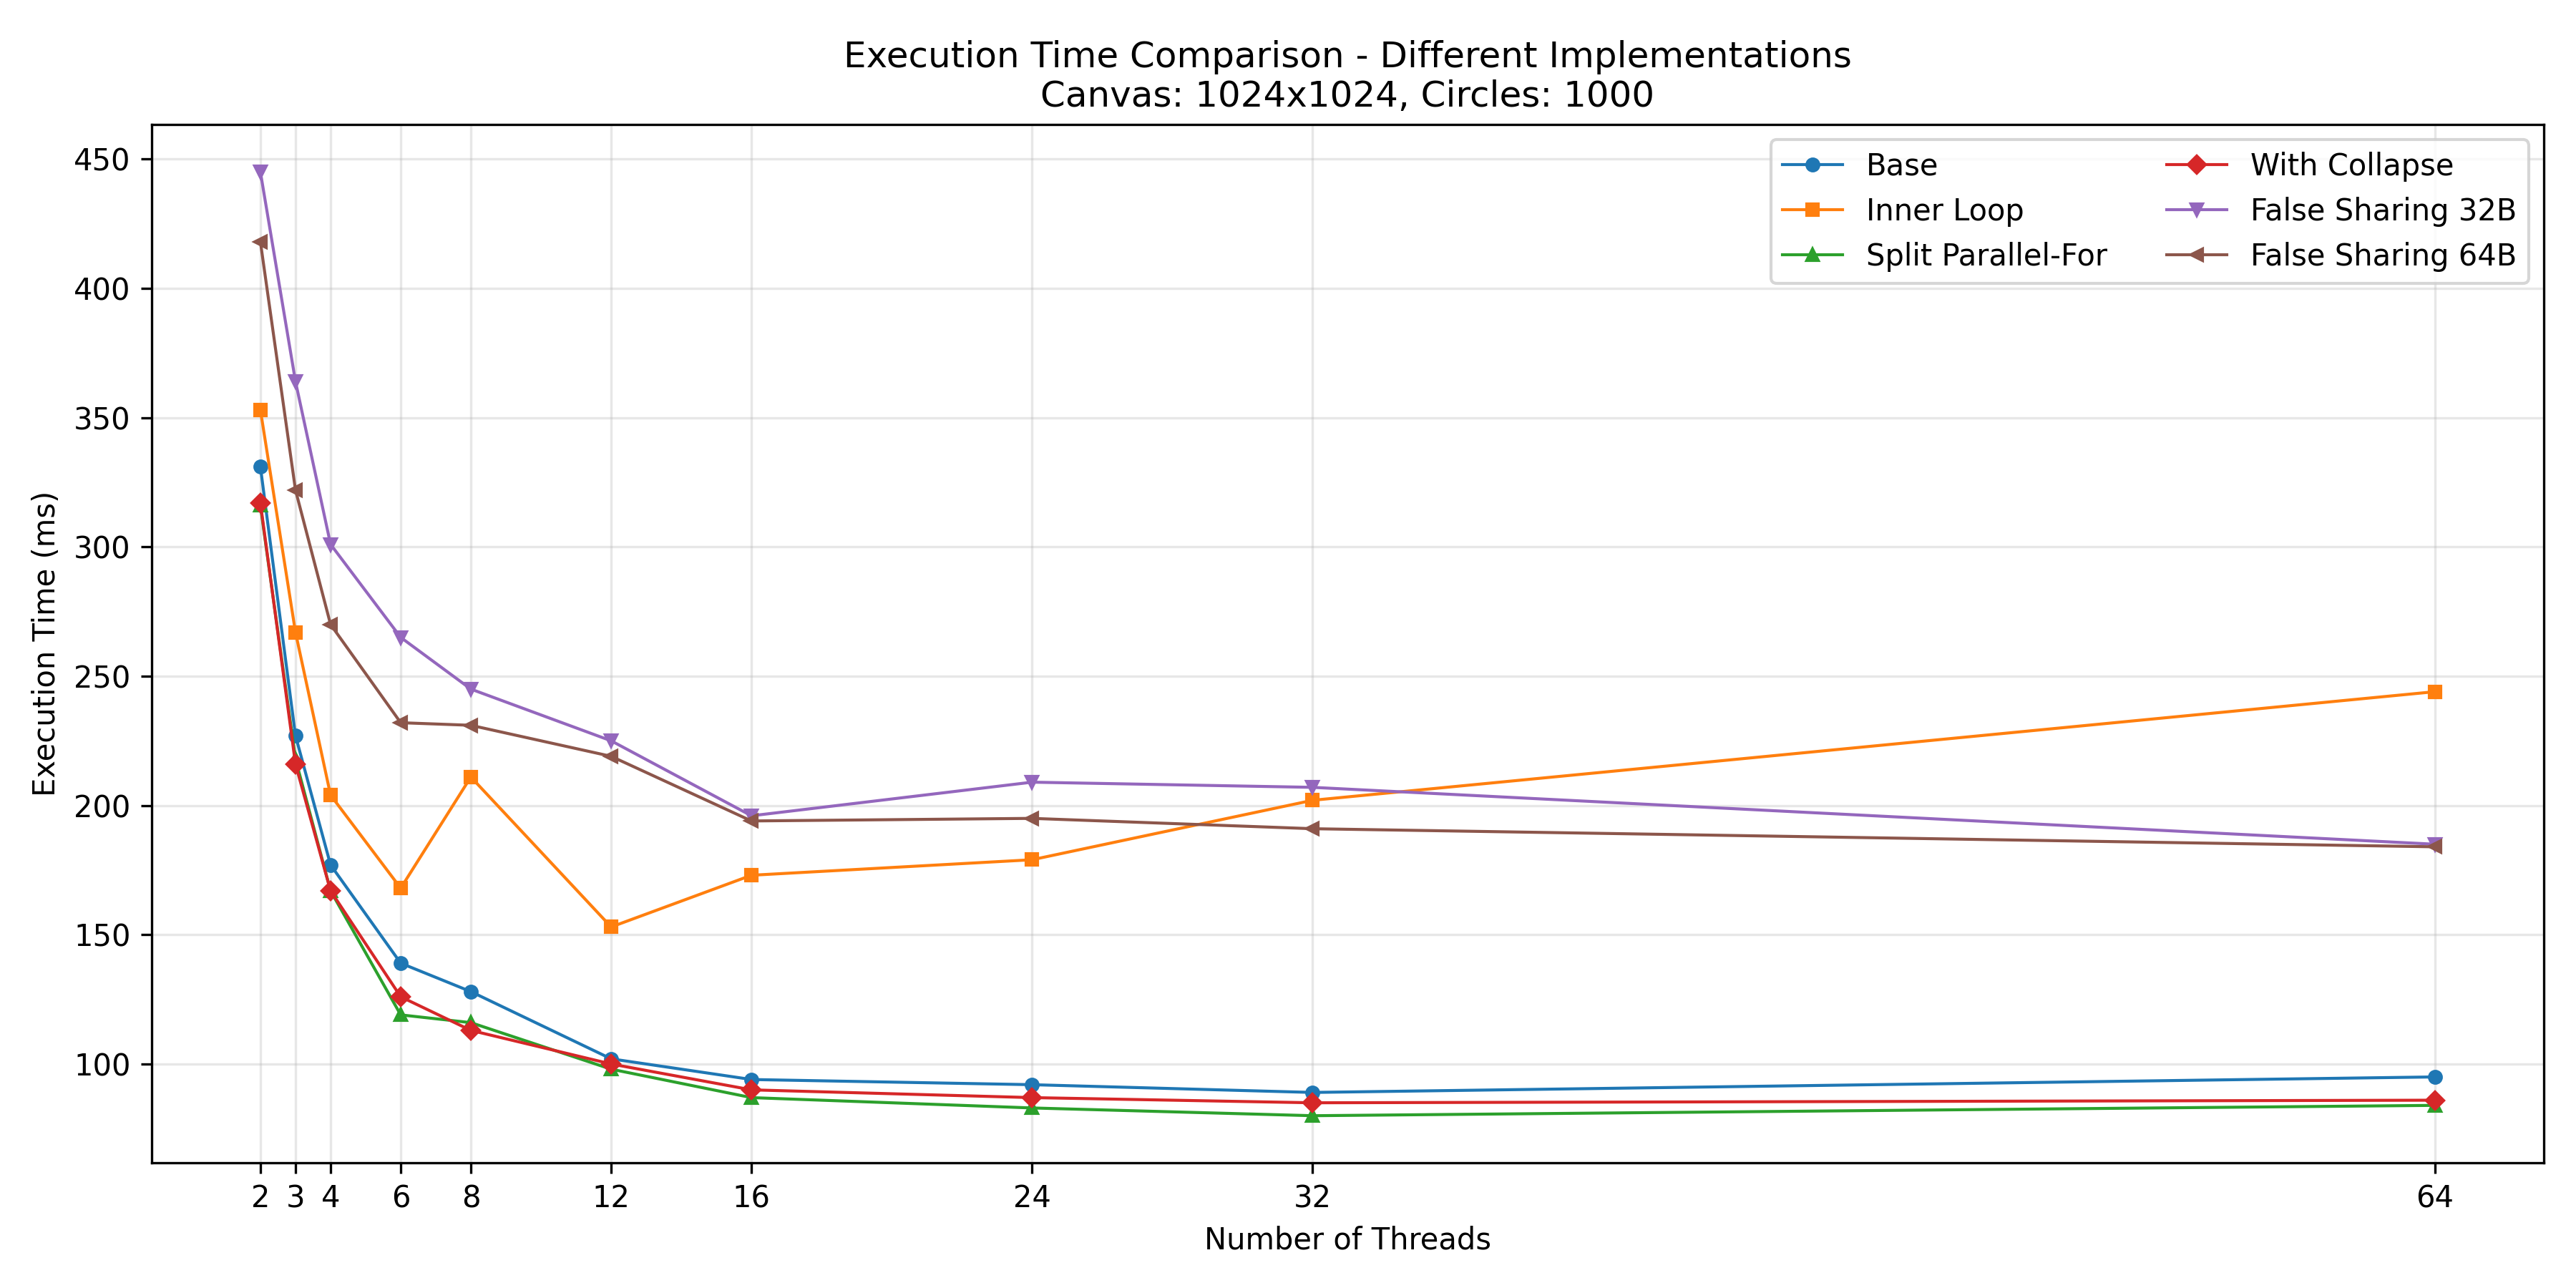 Execution Time Comparison - Different Implementations
Canvas: 1024x1024, Circles: 1000
Execution Time (ms)
450
400
350
300
250
200
150
100
Base
Inner Loop
Split Parallel-For
With Collapse
False Sharing 32B
False Sharing 64B
2 3 4 6 8 12 16 24 32 64
Number of Threads